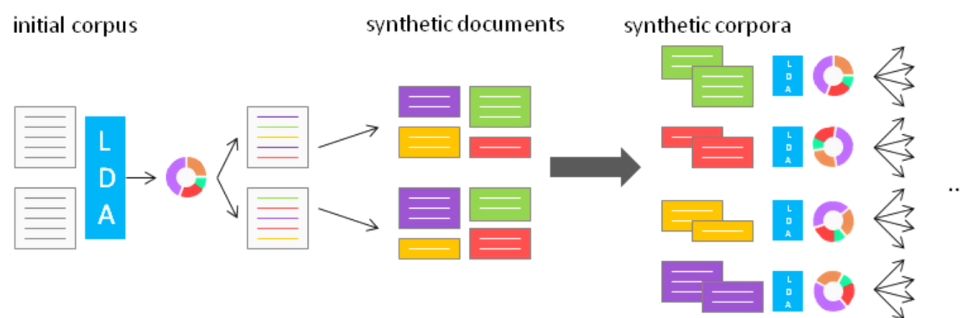 initial corpus
synthetic documents
synthetic corpora
L
D
A
L
D
A
L
D
A
L
D
A
L
D
A
..